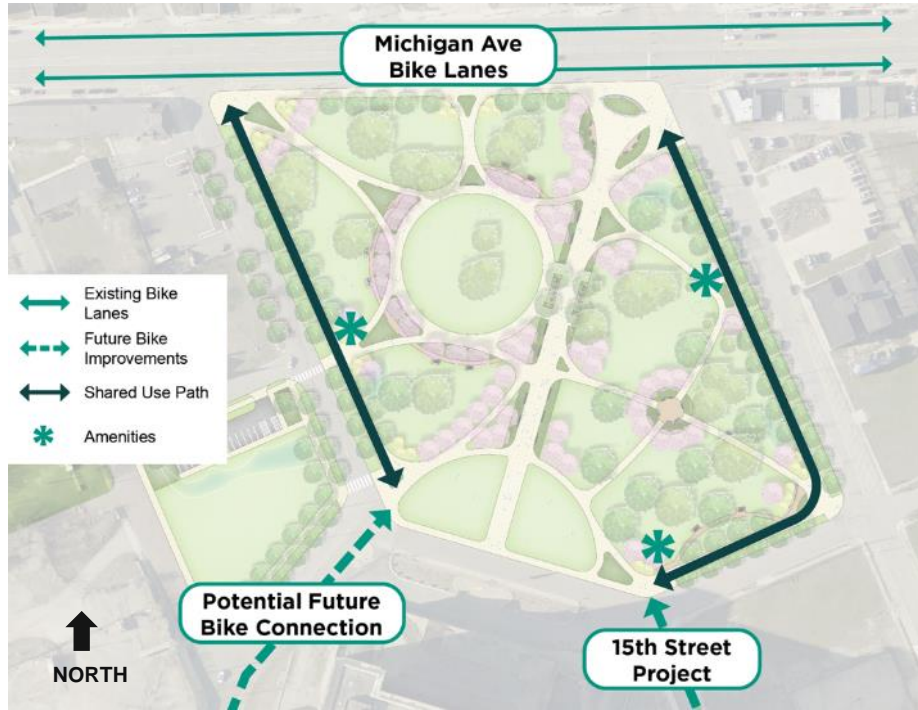 Michigan Ave
Bike Lanes
Existing Bike
Lanes
Future Bike
Improvements
Shared Use Path
Amenities
Potential Future
Bike Connection
15th Street
Project
NORTH